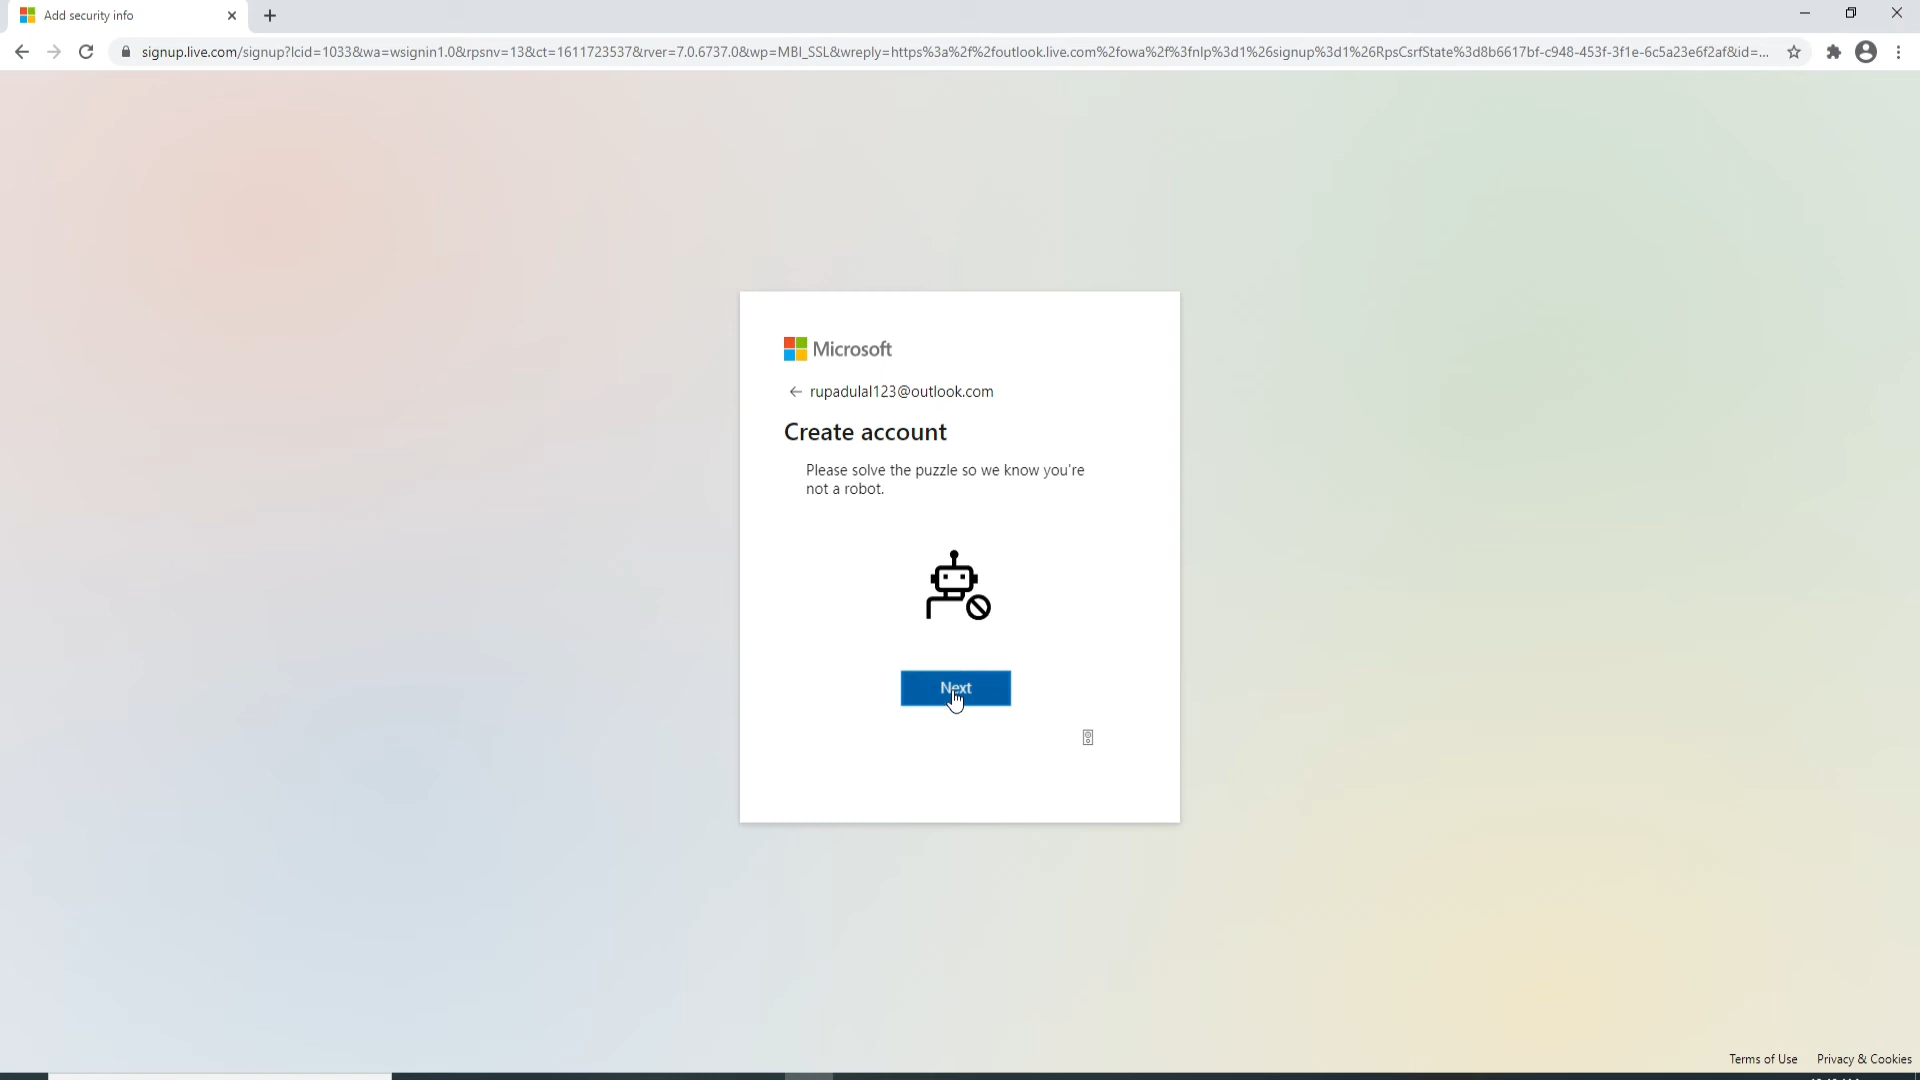 Add security info
signup.live.com/signup?lcid=1033&wa=wsignin1.0&rpsnv=13&ct=1611723537&rver=7.0.6737.0&wp=MBI_SSL&wreply=https%3a%2f%2foutlook.live.com%2fowa%2f%3fnlp%3d1%26signup%3d1%26RpsCsrfState%3d8b6617bf-c948-453f-3f1e-6c5a23e6f2af&id=...
Microsoft
rupadulal123@outlook.com
Create account
Please solve the puzzle so we know you're
not a robot.
Next
Terms of Use Privacy & Cookies